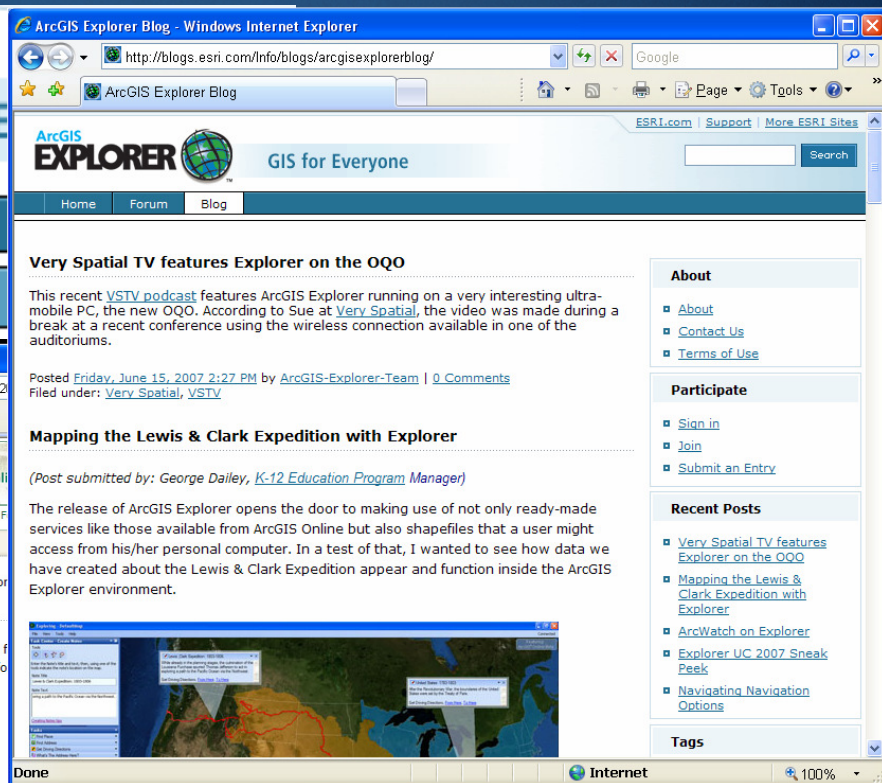 ArcGIS Explorer Blog - Windows Internet Explorer
http://blogs.esri.com/Info/blogs/arcgisexplorerblog/
Google
ArcGIS Explorer Blog
Page
Tools
ESRI.com | Support | More ESRI Sites
ArcGIS
EXPLORER
TM
GIS for Everyone
Search
Home Forum Blog
Very Spatial TV features Explorer on the OQO
This recent VSTV podcast features ArcGIS Explorer running on a very interesting ultra-
mobile PC, the new OQO. According to Sue at Very Spatial, the video was made during a
break at a recent conference using the wireless connection available in one of the
auditoriums.
Posted Friday, June 15, 2007 2:27 PM by ArcGIS-Explorer-Team | 0 Comments
Filed under: Very Spatial, VSTV
Mapping the Lewis & Clark Expedition with Explorer
(Post submitted by: George Dailey, K-12 Education Program Manager)
The release of ArcGIS Explorer opens the door to making use of not only ready-made
services like those available from ArcGIS Online but also shapefiles that a user might
access from his/her personal computer. In a test of that, I wanted to see how data we
have created about the Lewis & Clark Expedition appear and function inside the ArcGIS
Explorer environment.
About
About
Contact Us
Terms of Use
Participate
Sign in
Join
Submit an Entry
Recent Posts
Very Spatial TV features
Explorer on the OQO
Mapping the Lewis &
Clark Expedition with
Explorer
ArcWatch on Explorer
Explorer UC 2007 Sneak
Peek
Navigating Navigation
Options
Tags
Done
Internet
100%